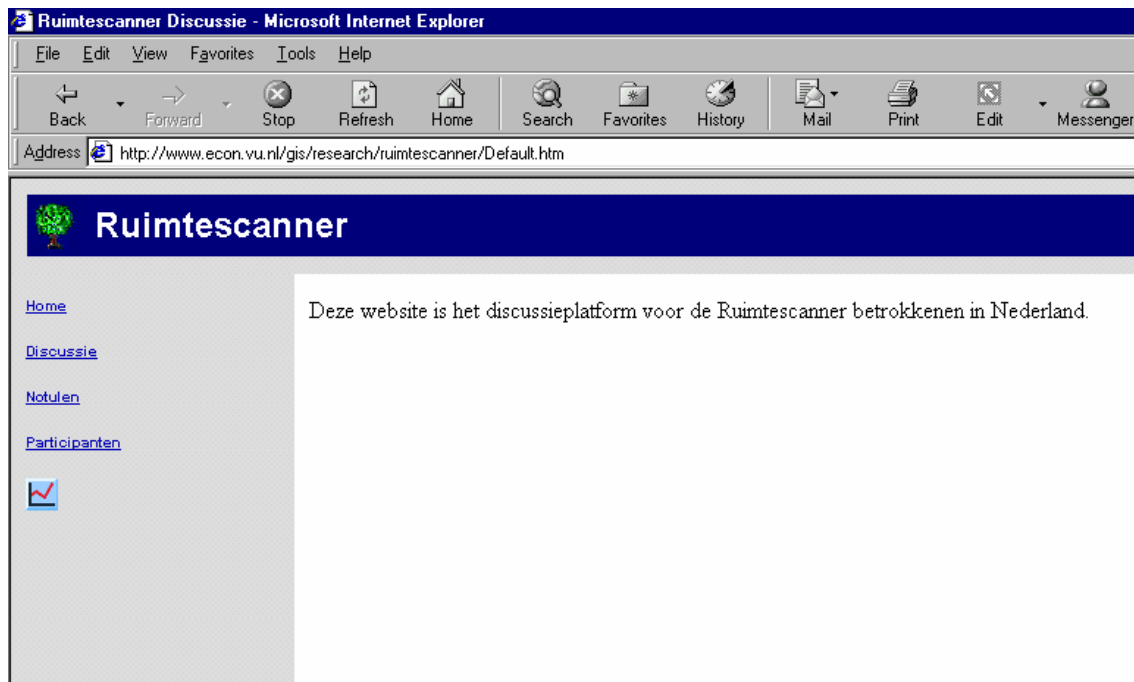 Ruimtescanner Discussie - Microsoft Internet Explorer
File Edit View Favorites Tools Help
Back Forward Stop Refresh Home Search Favorites History Mail Print Edit Messenger
Address http://www.econ.vu.nl/gis/research/ruimtescanner/Default.htm
Ruimtescanner
Home
Deze website is het discussieplatform voor de Ruimtescanner betrokkenen in Nederland.
Discussie
Notulen
Participanten